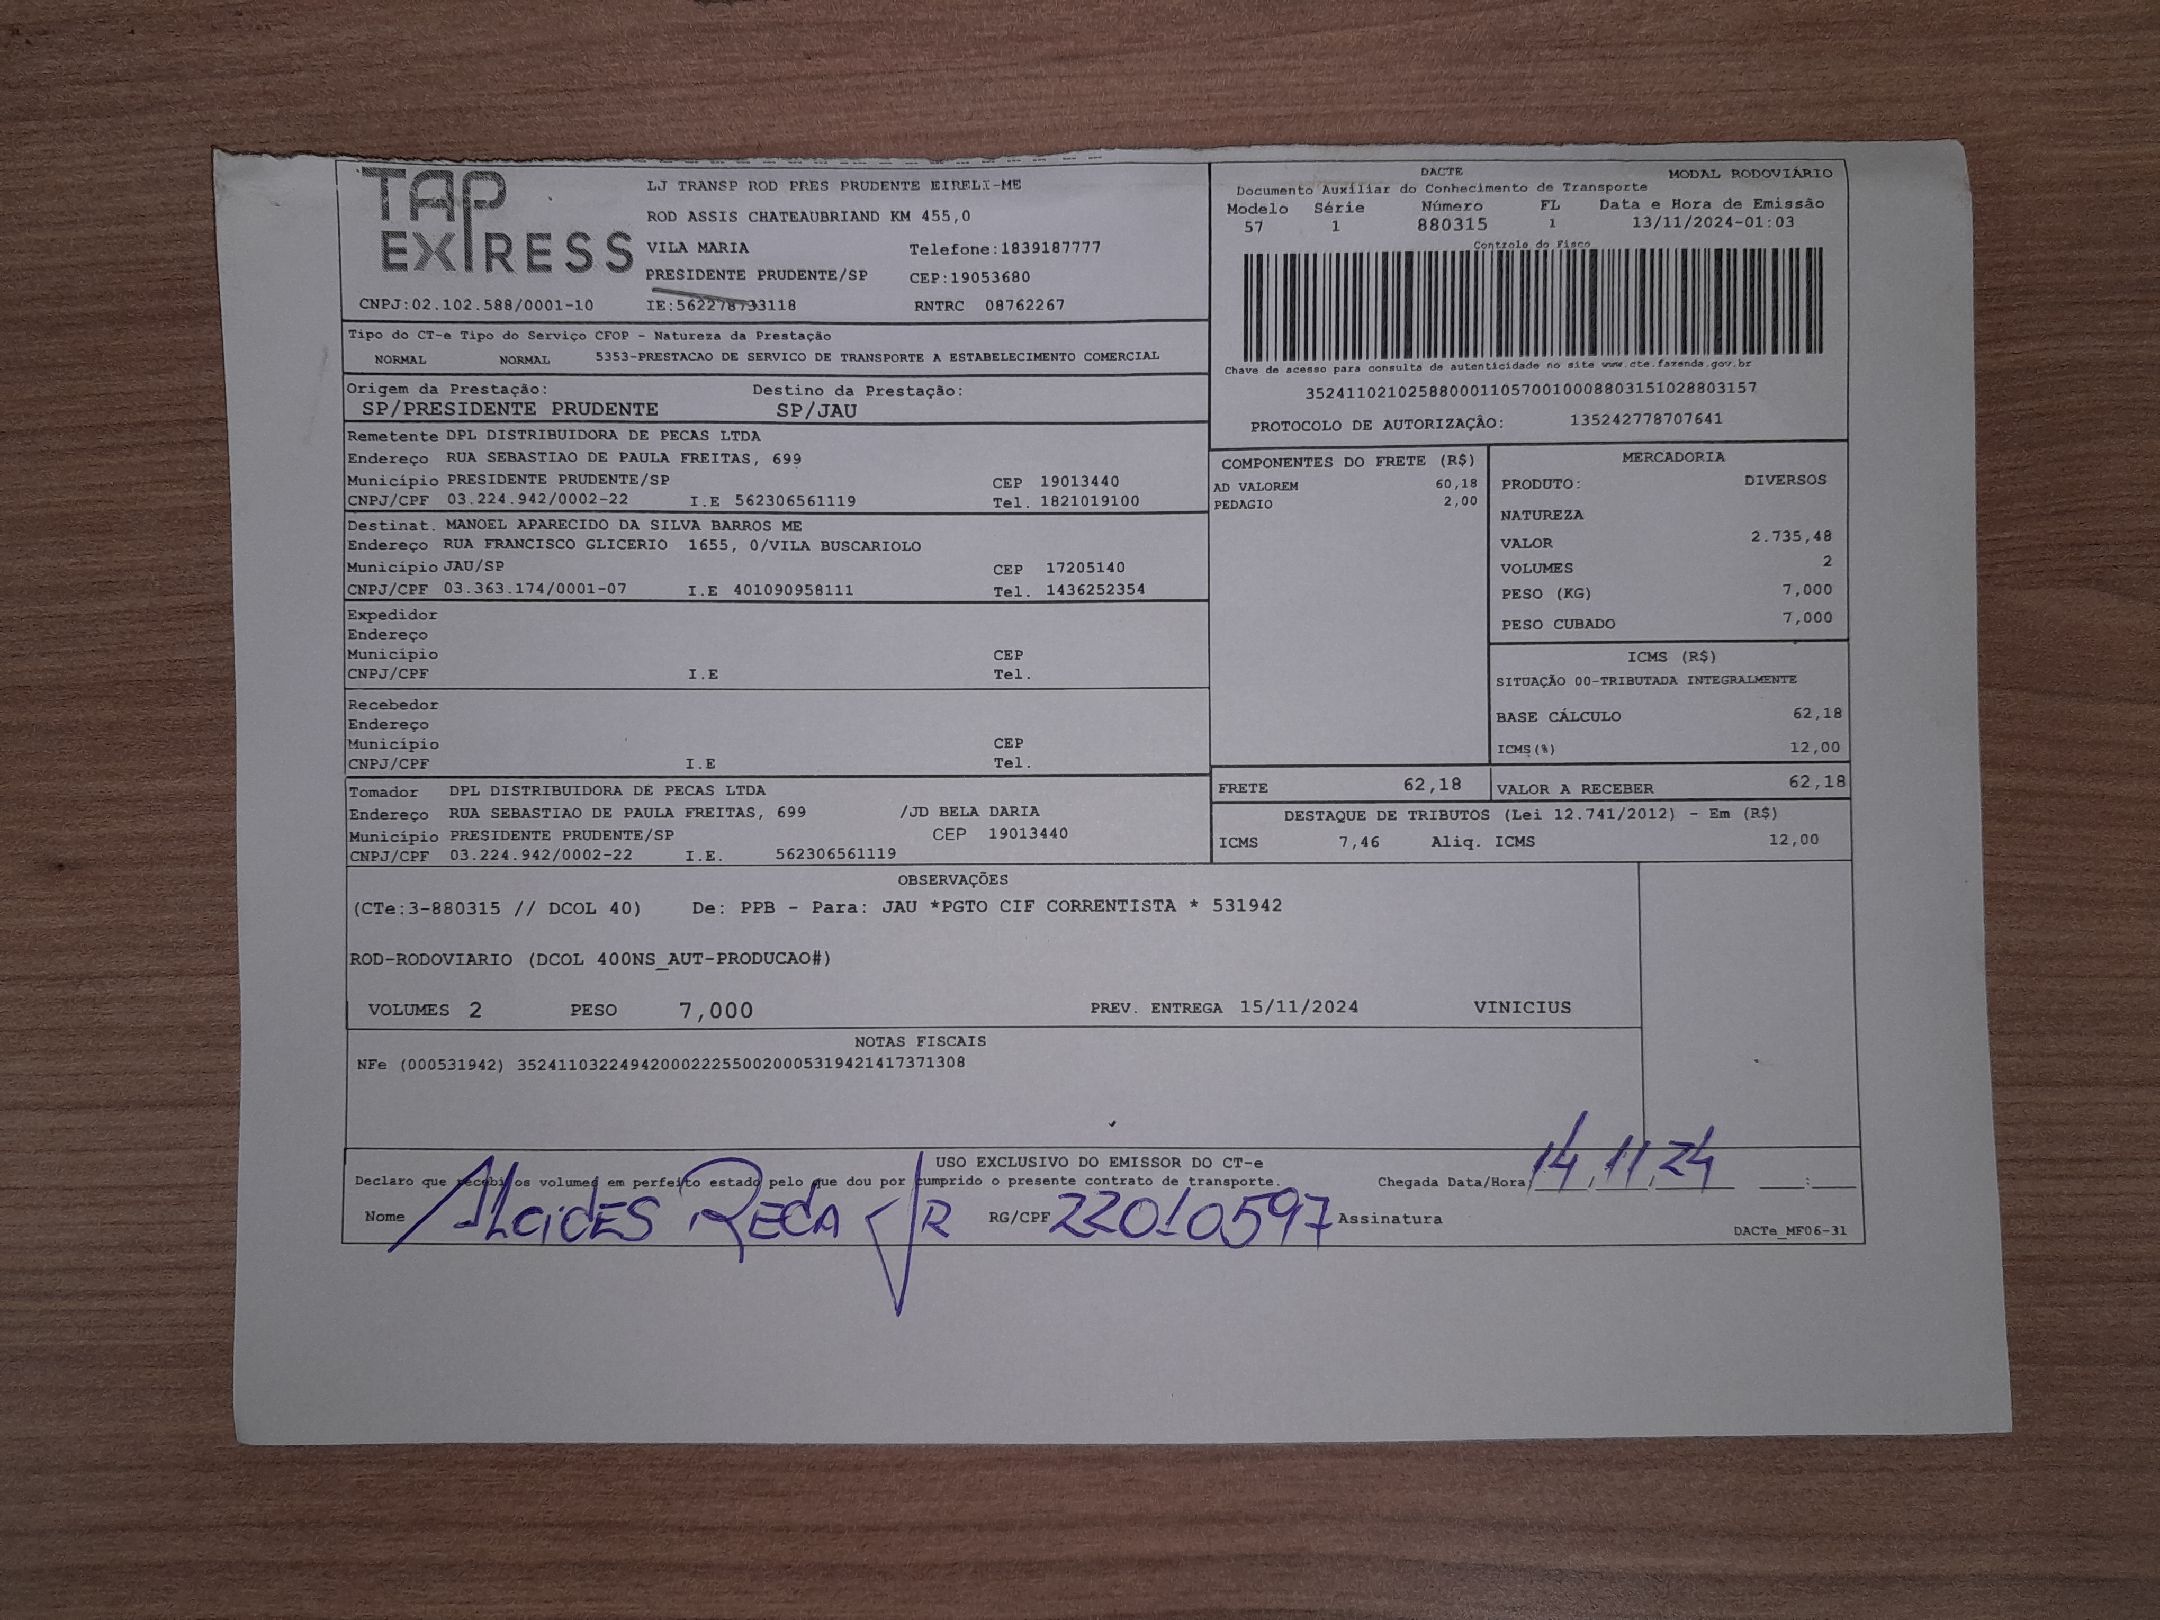 TAP EXPRESS
LJ TRANSP ROD PRES PRUDENTE EIRELI-ME
ROD ASSIS CHATEAUBRIAND KM 455,0
VILA MARIA Telefone:1839187777
PRESIDENTE PRUDENTE/SP CEP:19053680
CNPJ:02.102.588/0001-10 IE:562278733118 RNTRC 08762267
DACTE MODAL RODOVIÁRIO
Documento Auxiliar do Conhecimento de Transporte
Modelo Série Número FL Data e Hora de Emissão
57 1 880315 1 13/11/2024-01:03
Controle do Fisco
Chave de acesso para consulta de autenticidade no site www.cte.fazenda.gov.br
35241102102588000110570010008803151028803157
PROTOCOLO DE AUTORIZAÇÃO: 135242778707641
Tipo do CT-e Tipo do Serviço CFOP - Natureza da Prestação
NORMAL NORMAL 5353-PRESTACAO DE SERVICO DE TRANSPORTE A ESTABELECIMENTO COMERCIAL
Origem da Prestação: Destino da Prestação:
SP/PRESIDENTE PRUDENTE SP/JAU
Remetente DPL DISTRIBUIDORA DE PECAS LTDA
Endereço RUA SEBASTIAO DE PAULA FREITAS, 699
Município PRESIDENTE PRUDENTE/SP CEP 19013440
CNPJ/CPF 03.224.942/0002-22 I.E 562306561119 Tel. 1821019100
Destinat. MANOEL APARECIDO DA SILVA BARROS ME
Endereço RUA FRANCISCO GLICERIO 1655, 0/VILA BUSCARIOLO
Município JAU/SP CEP 17205140
CNPJ/CPF 03.363.174/0001-07 I.E 401090958111 Tel. 1436252354
Expedidor
Endereço
Município CEP
CNPJ/CPF I.E Tel.
Recebedor
Endereço
Município CEP
CNPJ/CPF I.E Tel.
Tomador DPL DISTRIBUIDORA DE PECAS LTDA
Endereço RUA SEBASTIAO DE PAULA FREITAS, 699 /JD BELA DARIA
Município PRESIDENTE PRUDENTE/SP CEP 19013440
CNPJ/CPF 03.224.942/0002-22 I.E. 562306561119
COMPONENTES DO FRETE (R$)
AD VALOREM 60,18
PEDAGIO 2,00
MERCADORIA
PRODUTO: DIVERSOS
NATUREZA
VALOR 2.735,48
VOLUMES 2
PESO (KG) 7,000
PESO CUBADO 7,000
ICMS (R$)
SITUAÇÃO 00-TRIBUTADA INTEGRALMENTE
BASE CÁLCULO 62,18
ICMS(%) 12,00
FRETE 62,18 VALOR A RECEBER 62,18
DESTAQUE DE TRIBUTOS (Lei 12.741/2012) - Em (R$)
ICMS 7,46 Aliq. ICMS 12,00
OBSERVAÇÕES
(CTe:3-880315 // DCOL 40) De: PPB - Para: JAU *PGTO CIF CORRENTISTA * 531942
ROD-RODOVIARIO (DCOL 400NS_AUT-PRODUCAO#)
VOLUMES 2 PESO 7,000 PREV. ENTREGA 15/11/2024 VINICIUS
NOTAS FISCAIS
NFe (000531942) 35241103224942000222550020005319421417371308
USO EXCLUSIVO DO EMISSOR DO CT-e
Declaro que recebi os volumes em perfeito estado pelo que dou por cumprido o presente contrato de transporte. Chegada Data/Hora 14,11,24 :
Nome ALCIDES RECA JR RG/CPF 22010597 Assinatura
DACTe_MF06-31